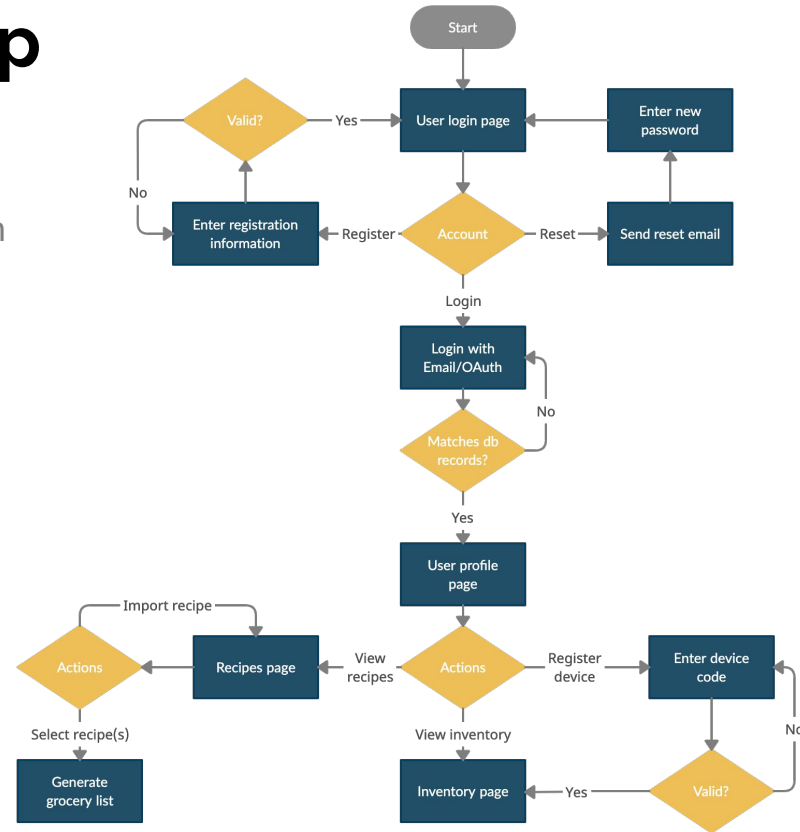 p
Start
Valid?
Yes
User login page
Enter new
password
No
Enter registration
information
Register
Account
Reset
Send reset email
Login
Login with
Email/OAuth
No
Matches db
records?
Yes
User profile
page
Import recipe
Actions
Recipes page
View
recipes
Actions
Register
device
Enter device
code
Select recipe(s)
View inventory
No
Generate
grocery list
Inventory page
Yes
Valid?